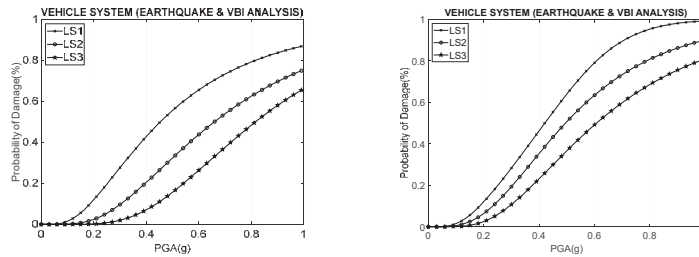 VEHICLE SYSTEM (EARTHQUAKE & VBI ANALYSIS)
1
LS1
LS2
LS3
0.8
0.6
0.4
0.2
0
Probability of Damage(%)
0 0.2 0.4 0.6 0.8 1
PGA(g)
VEHICLE SYSTEM (EARTHQUAKE & VBI ANALYSIS)
1
LS1
LS2
LS3
0.8
0.6
0.4
0.2
0
Probability of Damage(%)
0 0.2 0.4 0.6 0.8
PGA(g)